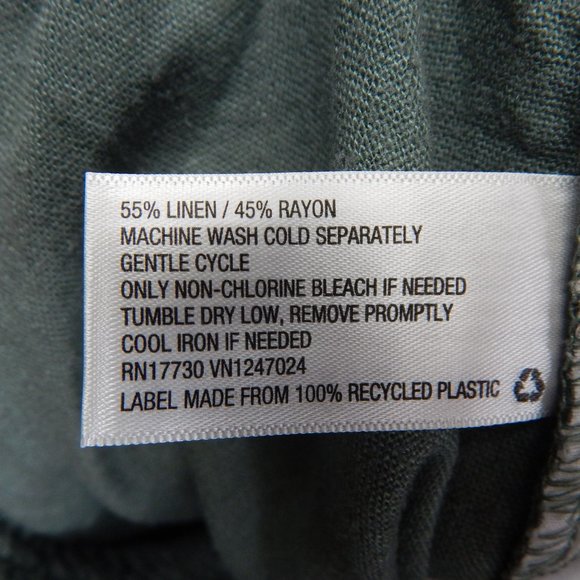 55% LINEN / 45% RAYON
MACHINE WASH COLD SEPARATELY
GENTLE CYCLE
ONLY NON-CHLORINE BLEACH IF NEEDED
TUMBLE DRY LOW, REMOVE PROMPTLY
COOL IRON IF NEEDED
RN17730 VN1247024
LABEL MADE FROM 100% RECYCLED PLASTIC